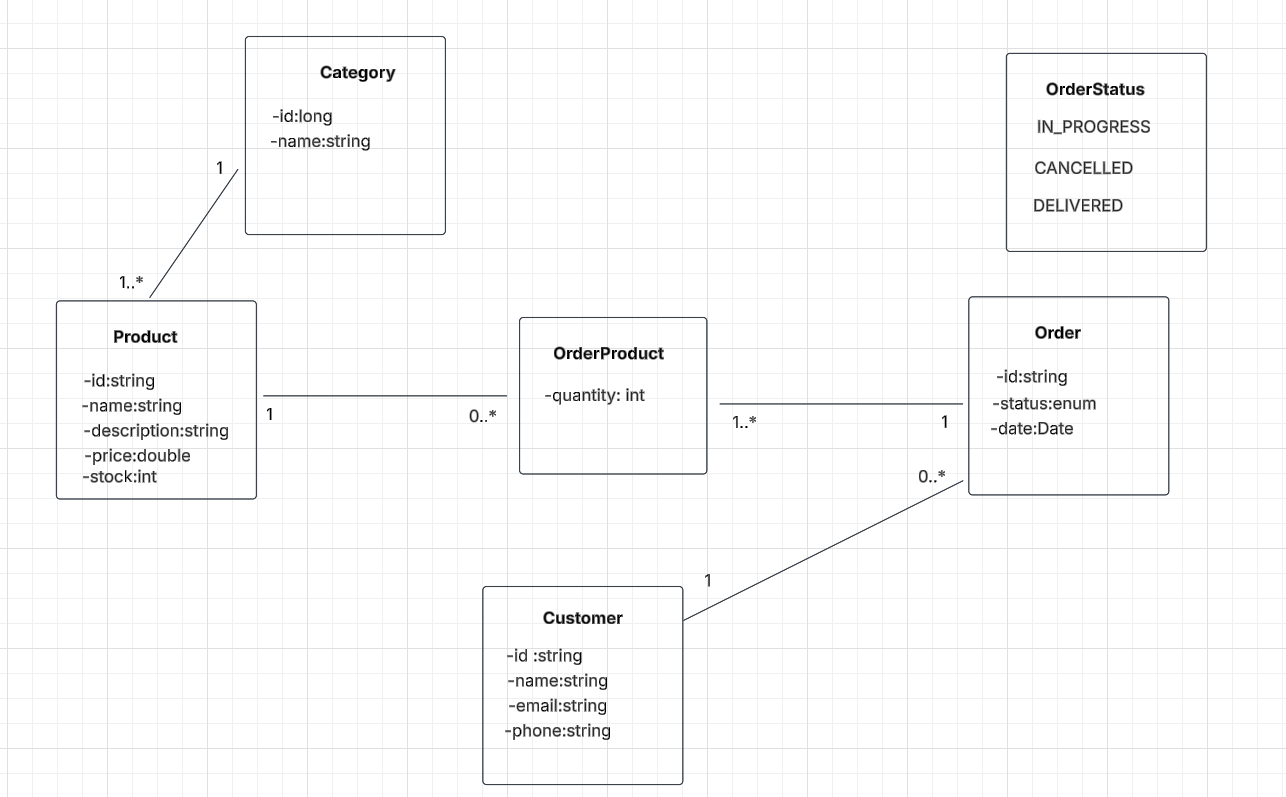 Category
-id:long
-name:string
OrderStatus
IN_PROGRESS
CANCELLED
DELIVERED
1
1..*
Product
-id:string
-name:string
-description:string
-price:double
-stock:int
1
0..*
OrderProduct
-quantity: int
1..*
1
Order
-id:string
-status:enum
-date:Date
0..*
1
Customer
-id :string
-name:string
-email:string
-phone:string